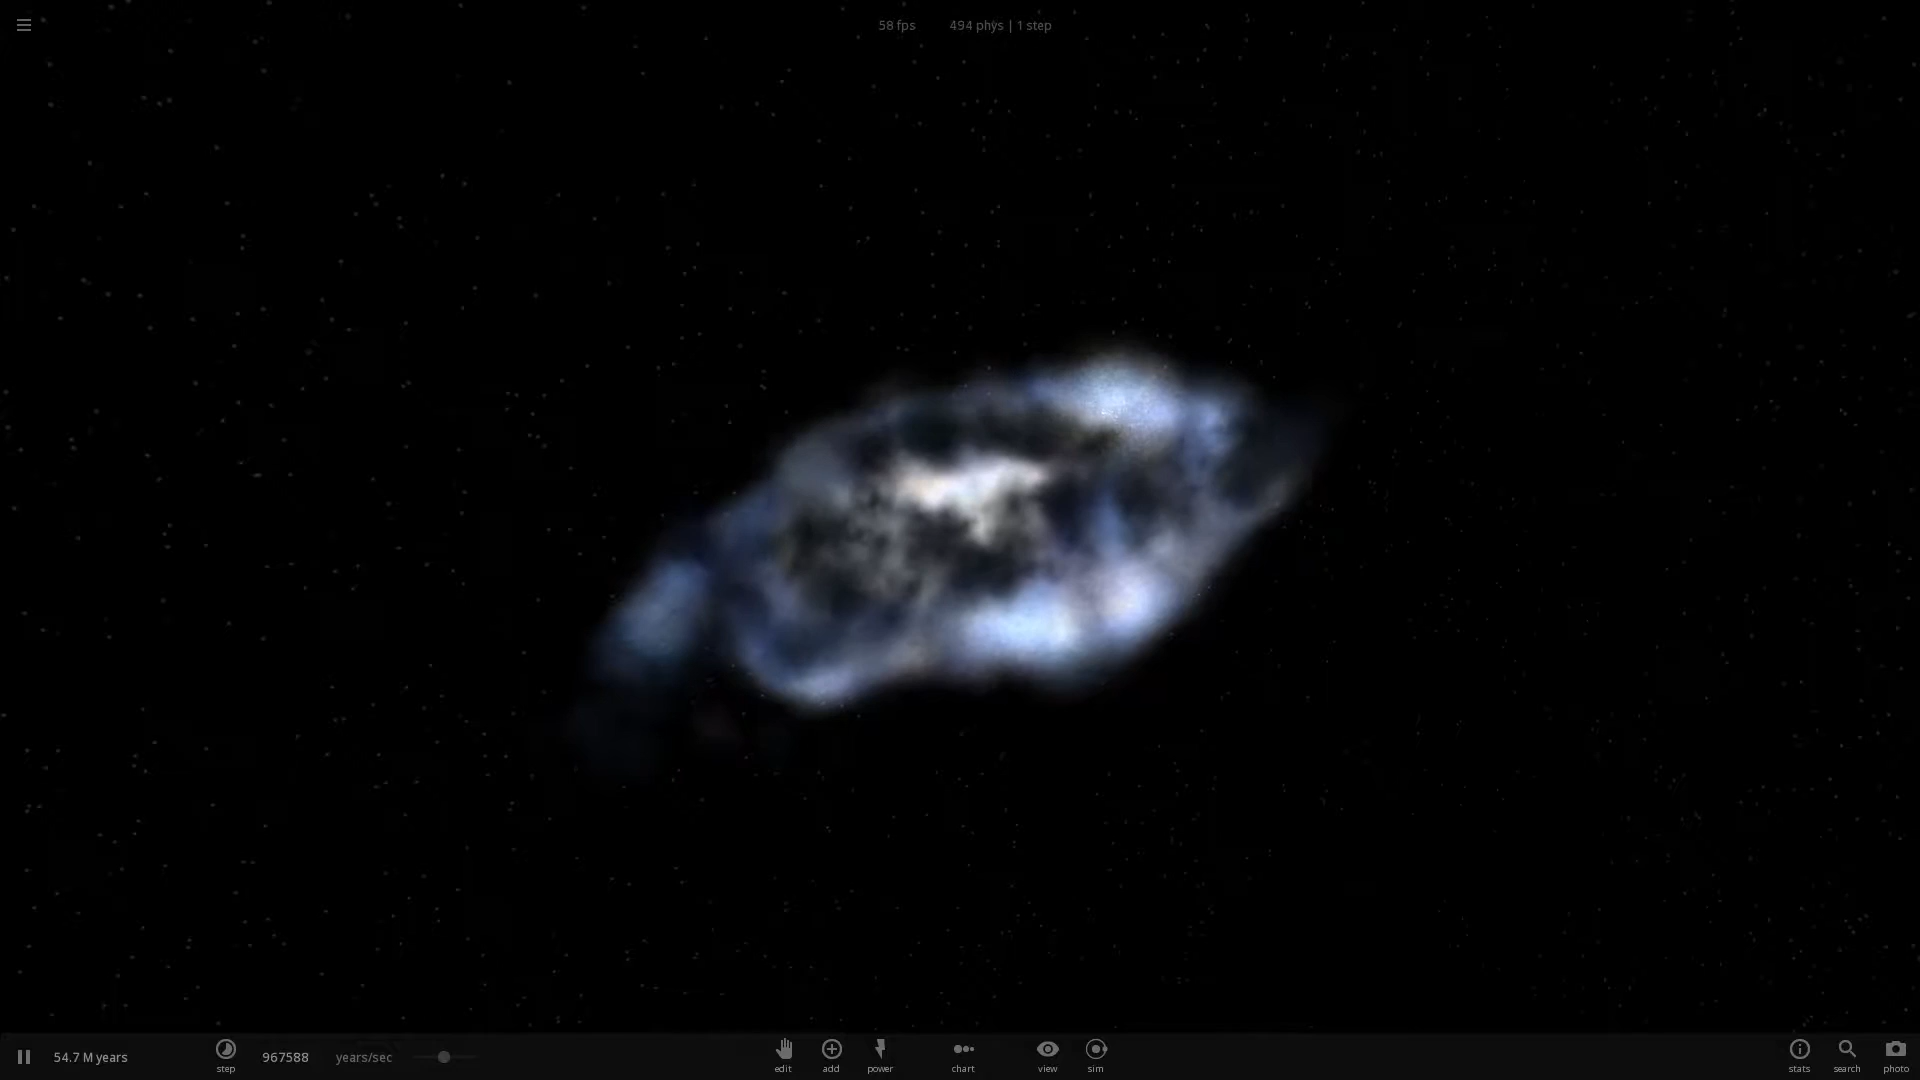 58 fps 494 phys | 1 step
54.7 M years
step
967588 years/sec
edit
add
power
chart
view
sim
stats
search
photo